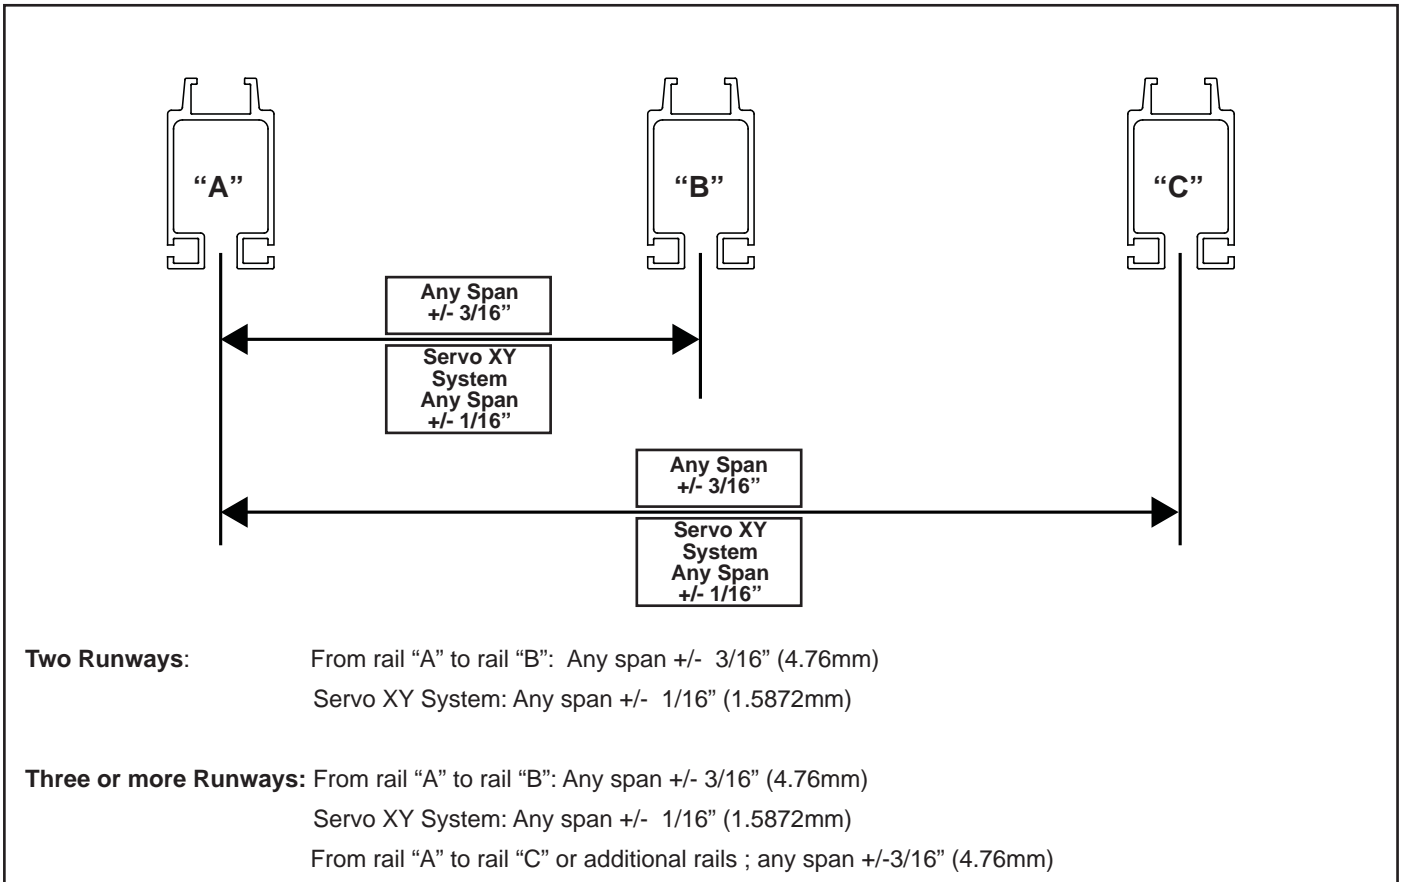 “A”
“B”
“C”
Any Span
+/- 3/16”
Servo XY
System
Any Span
+/- 1/16”
Any Span
+/- 3/16”
Servo XY
System
Any Span
+/- 1/16”
Two Runways: From rail “A” to rail “B”: Any span +/- 3/16” (4.76mm)
Servo XY System: Any span +/- 1/16” (1.5872mm)
Three or more Runways: From rail “A” to rail “B”: Any span +/- 3/16” (4.76mm)
Servo XY System: Any span +/- 1/16” (1.5872mm)
From rail “A” to rail “C” or additional rails ; any span +/-3/16” (4.76mm)